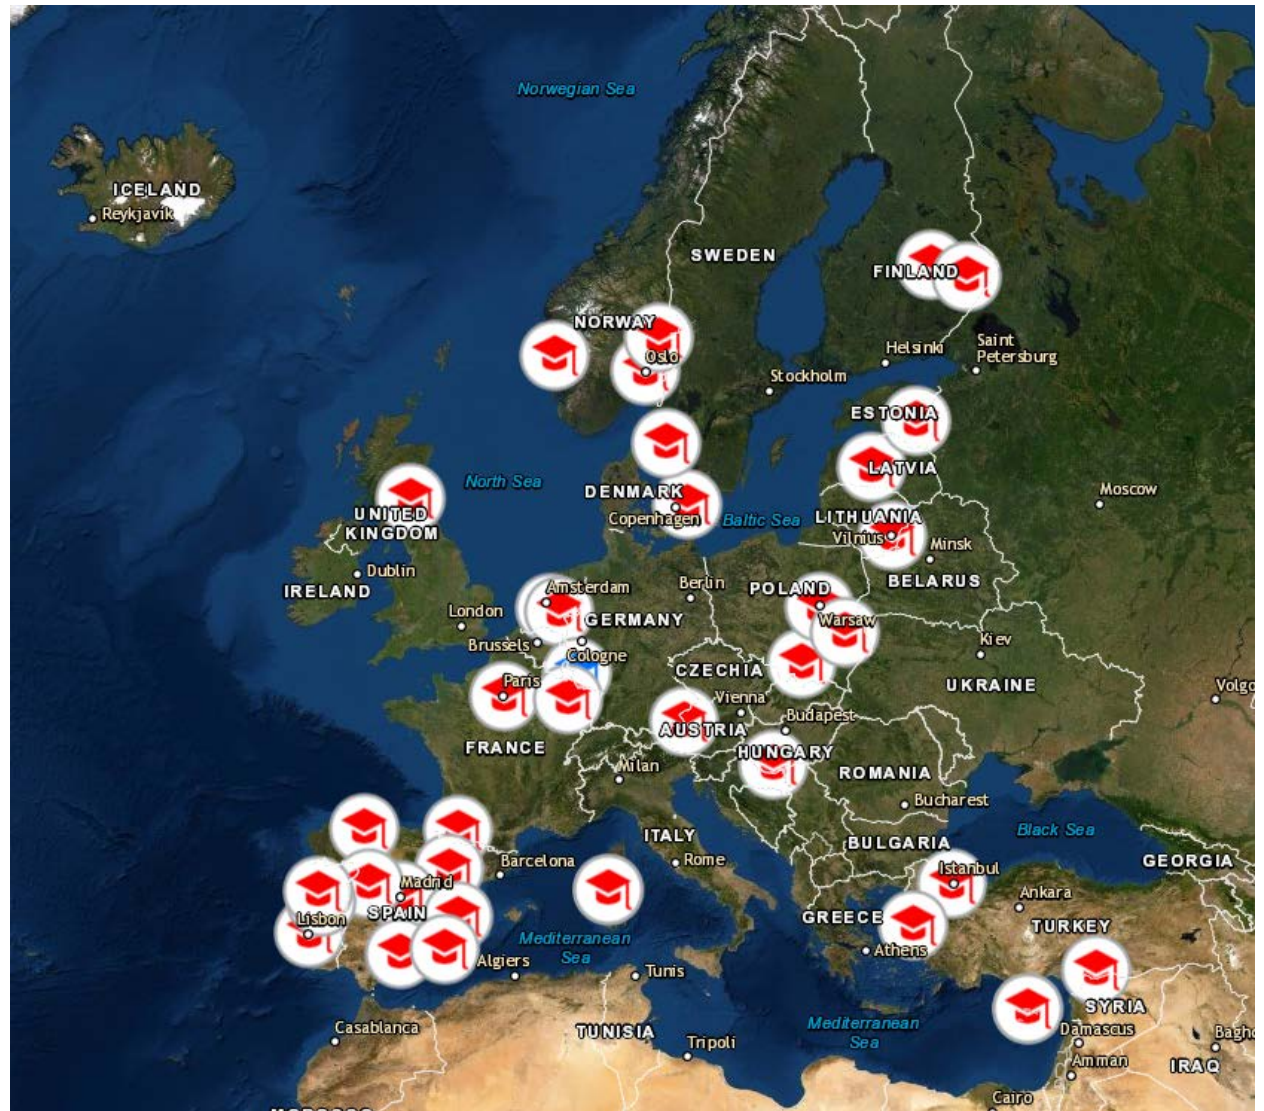 Norwegian Sea
ICELAND
Reykjavík
SWEDEN
FINLAND
NORWAY
Oslo
Helsinki
Saint
Petersburg
Stockholm
ESTONIA
LATVIA
North Sea
DENMARK
Copenhagen
Baltic Sea
Moscow
UNITED
KINGDOM
LITHUANIA
Vilnius
Minsk
Dublin
IRELAND
Amsterdam
Berlin
POLAND
BELARUS
London
GERMANY
Warsaw
Brussels
Cologne
Kiev
Paris
CZECHIA
UKRAINE
Volgo
Vienna
Budapest
AUSTRIA
FRANCE
HUNGARY
Milan
ROMANIA
Bucharest
ITALY
Black Sea
BULGARIA
Barcelona
Rome
GEORGIA
Istanbul
Madrid
Ankara
Lisbon
SPAIN
GREECE
TURKEY
Mediterranean
Sea
Athens
Algiers
Tunis
SYRIA
Casablanca
TUNISIA
Mediterranean
Sea
Damascus
Bagh
Tripoli
Amman
IRAQ
Cairo